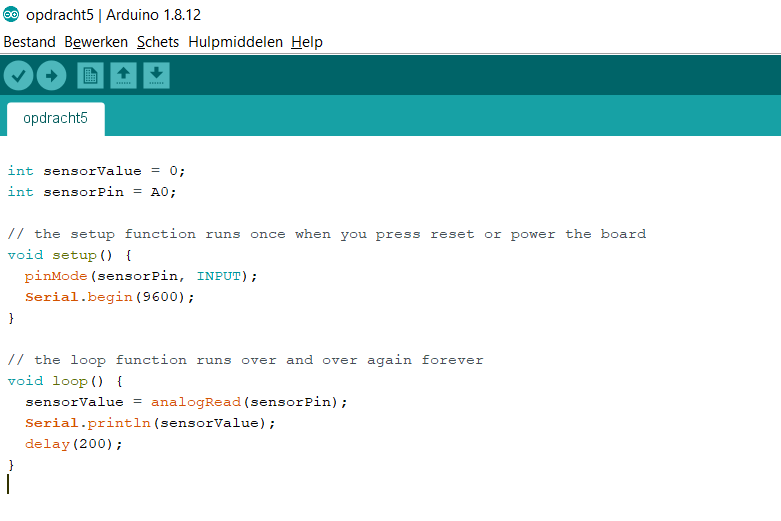 opdracht5 | Arduino 1.8.12
Bestand Bewerken Schets Hulpmiddelen Help
opdracht5
int sensorValue = 0;
int sensorPin = A0;
// the setup function runs once when you press reset or power the board
void setup() {
  pinMode(sensorPin, INPUT);
  Serial.begin(9600);
}
// the loop function runs over and over again forever
void loop() {
  sensorValue = analogRead(sensorPin);
  Serial.println(sensorValue);
  delay(200);
}